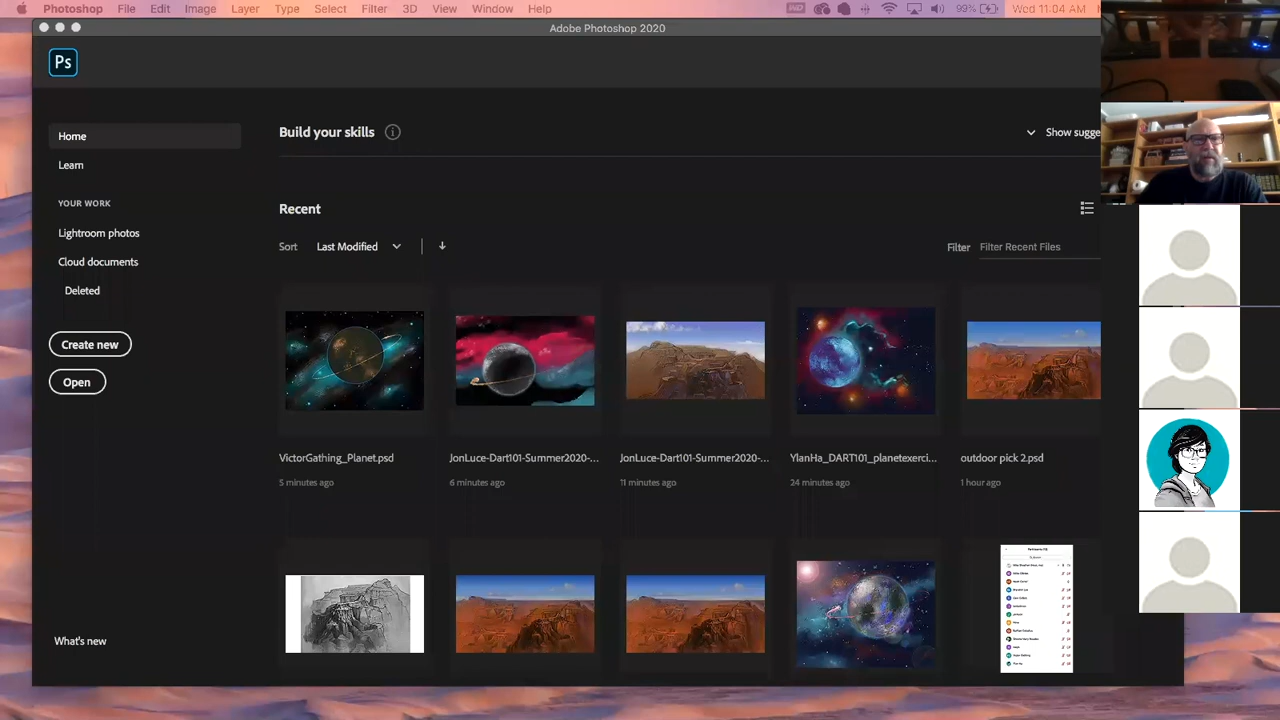 Photoshop File Edit Image Layer Type Select Filter 3D View Window Help 99% Wed 11:04 AM
Adobe Photoshop 2020
Ps
Home
Learn
YOUR WORK
Lightroom photos
Cloud documents
Deleted
Create new
Open
What's new
Build your skills
Show sugge
Recent
Sort Last Modified
Filter Filter Recent Files
VictorGathing_Planet.psd
5 minutes ago
JonLuce-Dart101-Summer2020-...
6 minutes ago
JonLuce-Dart101-Summer2020-...
11 minutes ago
YlanHa_DART101_planetexerci...
24 minutes ago
outdoor pick 2.psd
1 hour ago